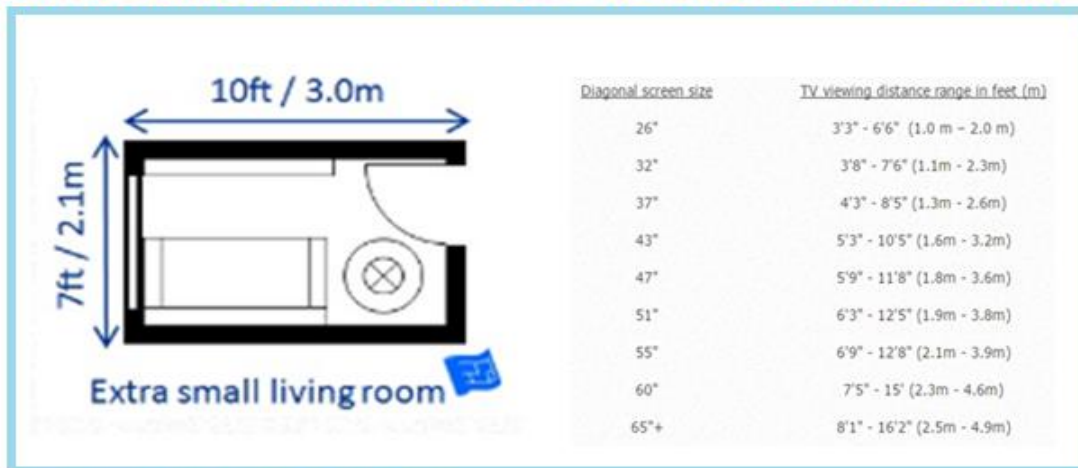 10ft / 3.0m
7ft / 2.1m
Extra small living room
Diagonal screen size TV viewing distance range in feet (m)
26" 3'3" - 6'6" (1.0 m – 2.0 m)
32" 3'8" - 7'6" (1.1m - 2.3m)
37" 4'3" - 8'5" (1.3m - 2.6m)
43" 5'3" - 10'5" (1.6m - 3.2m)
47" 5'9" - 11'8" (1.8m - 3.6m)
51" 6'3" - 12'5" (1.9m - 3.8m)
55" 6'9" - 12'8" (2.1m - 3.9m)
60" 7'5" - 15' (2.3m - 4.6m)
65"+ 8'1" - 16'2" (2.5m - 4.9m)